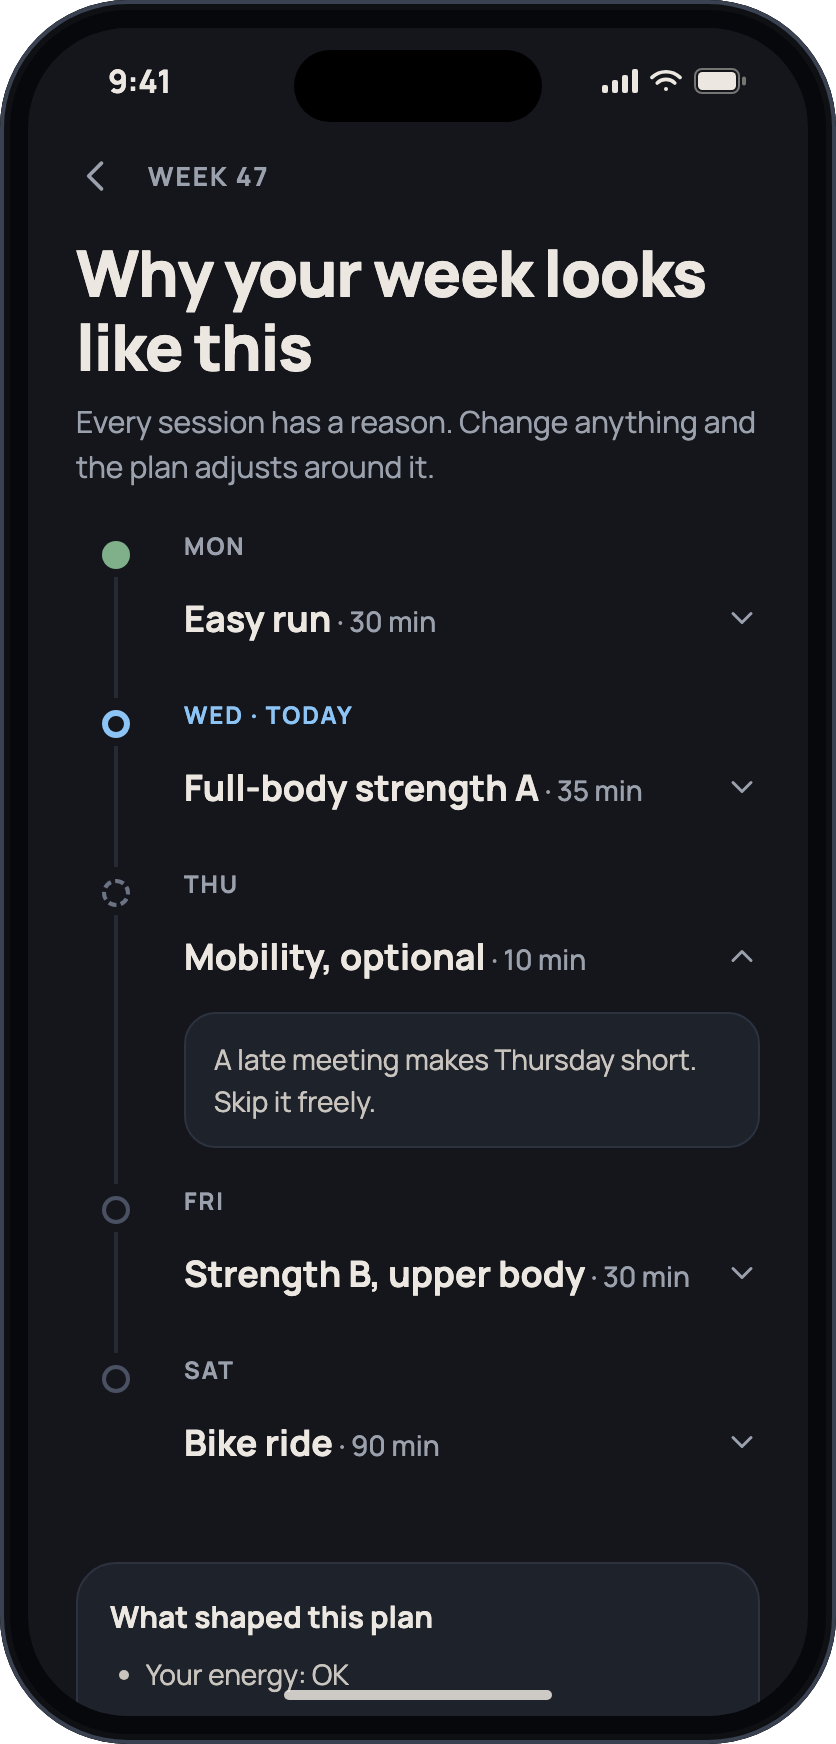 9:41
WEEK 47
Why your week looks
like this
Every session has a reason. Change anything and
the plan adjusts around it.
MON
Easy run · 30 min
WED · TODAY
Full-body strength A · 35 min
THU
Mobility, optional · 10 min
A late meeting makes Thursday short.
Skip it freely.
FRI
Strength B, upper body · 30 min
SAT
Bike ride · 90 min
What shaped this plan
• Your energy: OK